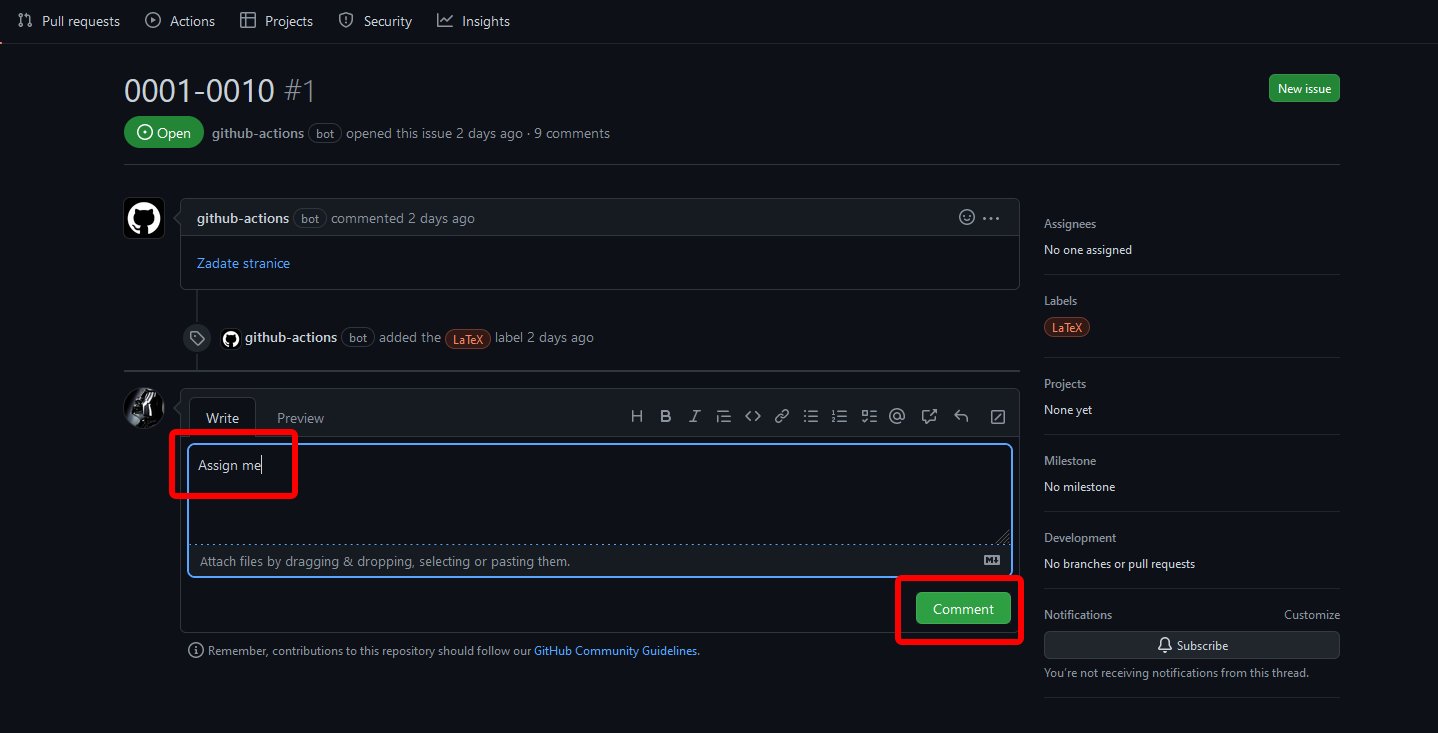 Pull requests Actions Projects Security Insights
0001-0010 #1
New issue
Open github-actions bot opened this issue 2 days ago · 9 comments
github-actions bot commented 2 days ago
Zadate stranice
github-actions bot added the LaTeX label 2 days ago
Write Preview
Assign me
Attach files by dragging & dropping, selecting or pasting them.
Comment
Remember, contributions to this repository should follow our GitHub Community Guidelines.
Assignees
No one assigned
Labels
LaTeX
Projects
None yet
Milestone
No milestone
Development
No branches or pull requests
Notifications Customize
Subscribe
You're not receiving notifications from this thread.